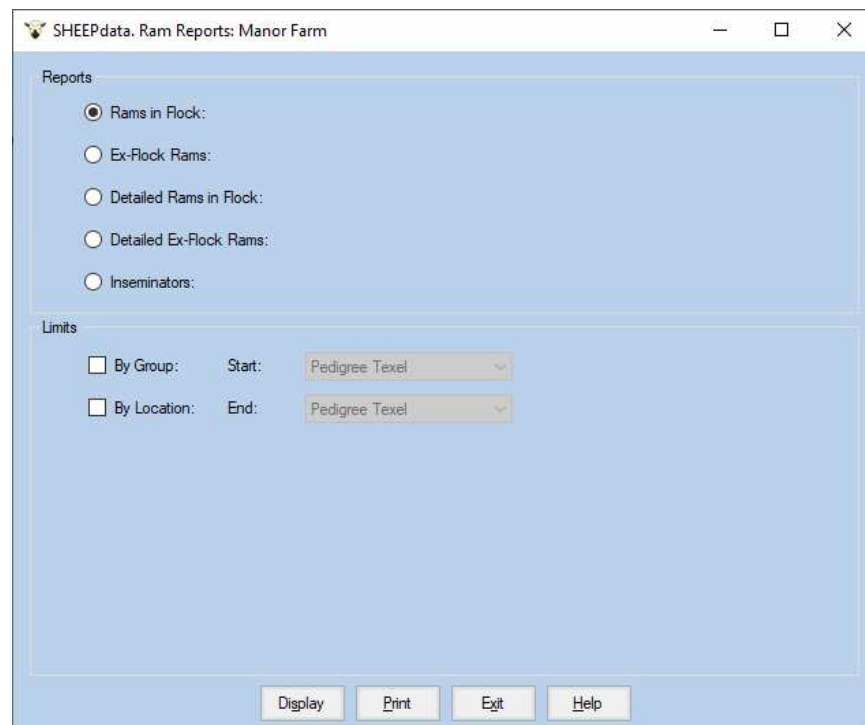 SHEEPdata. Ram Reports: Manor Farm
Reports
Rams in Flock:
Ex-Flock Rams:
Detailed Rams in Flock:
Detailed Ex-Flock Rams:
Inseminators:
Limits
By Group: Start: Pedigree Texel
By Location: End: Pedigree Texel
Display Print Exit Help